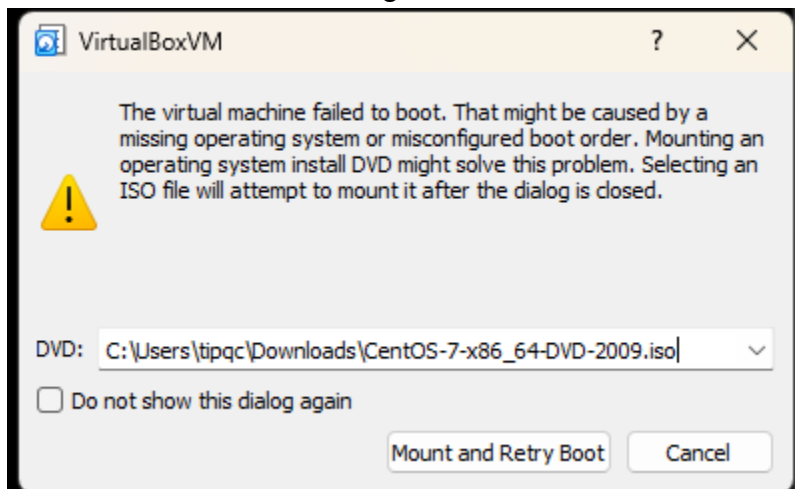 VirtualBoxVM ? ×
The virtual machine failed to boot. That might be caused by a
missing operating system or misconfigured boot order. Mounting an
operating system install DVD might solve this problem. Selecting an
ISO file will attempt to mount it after the dialog is closed.
DVD: C:\Users\tipqc\Downloads\CentOS-7-x86_64-DVD-2009.iso
Do not show this dialog again
Mount and Retry Boot Cancel